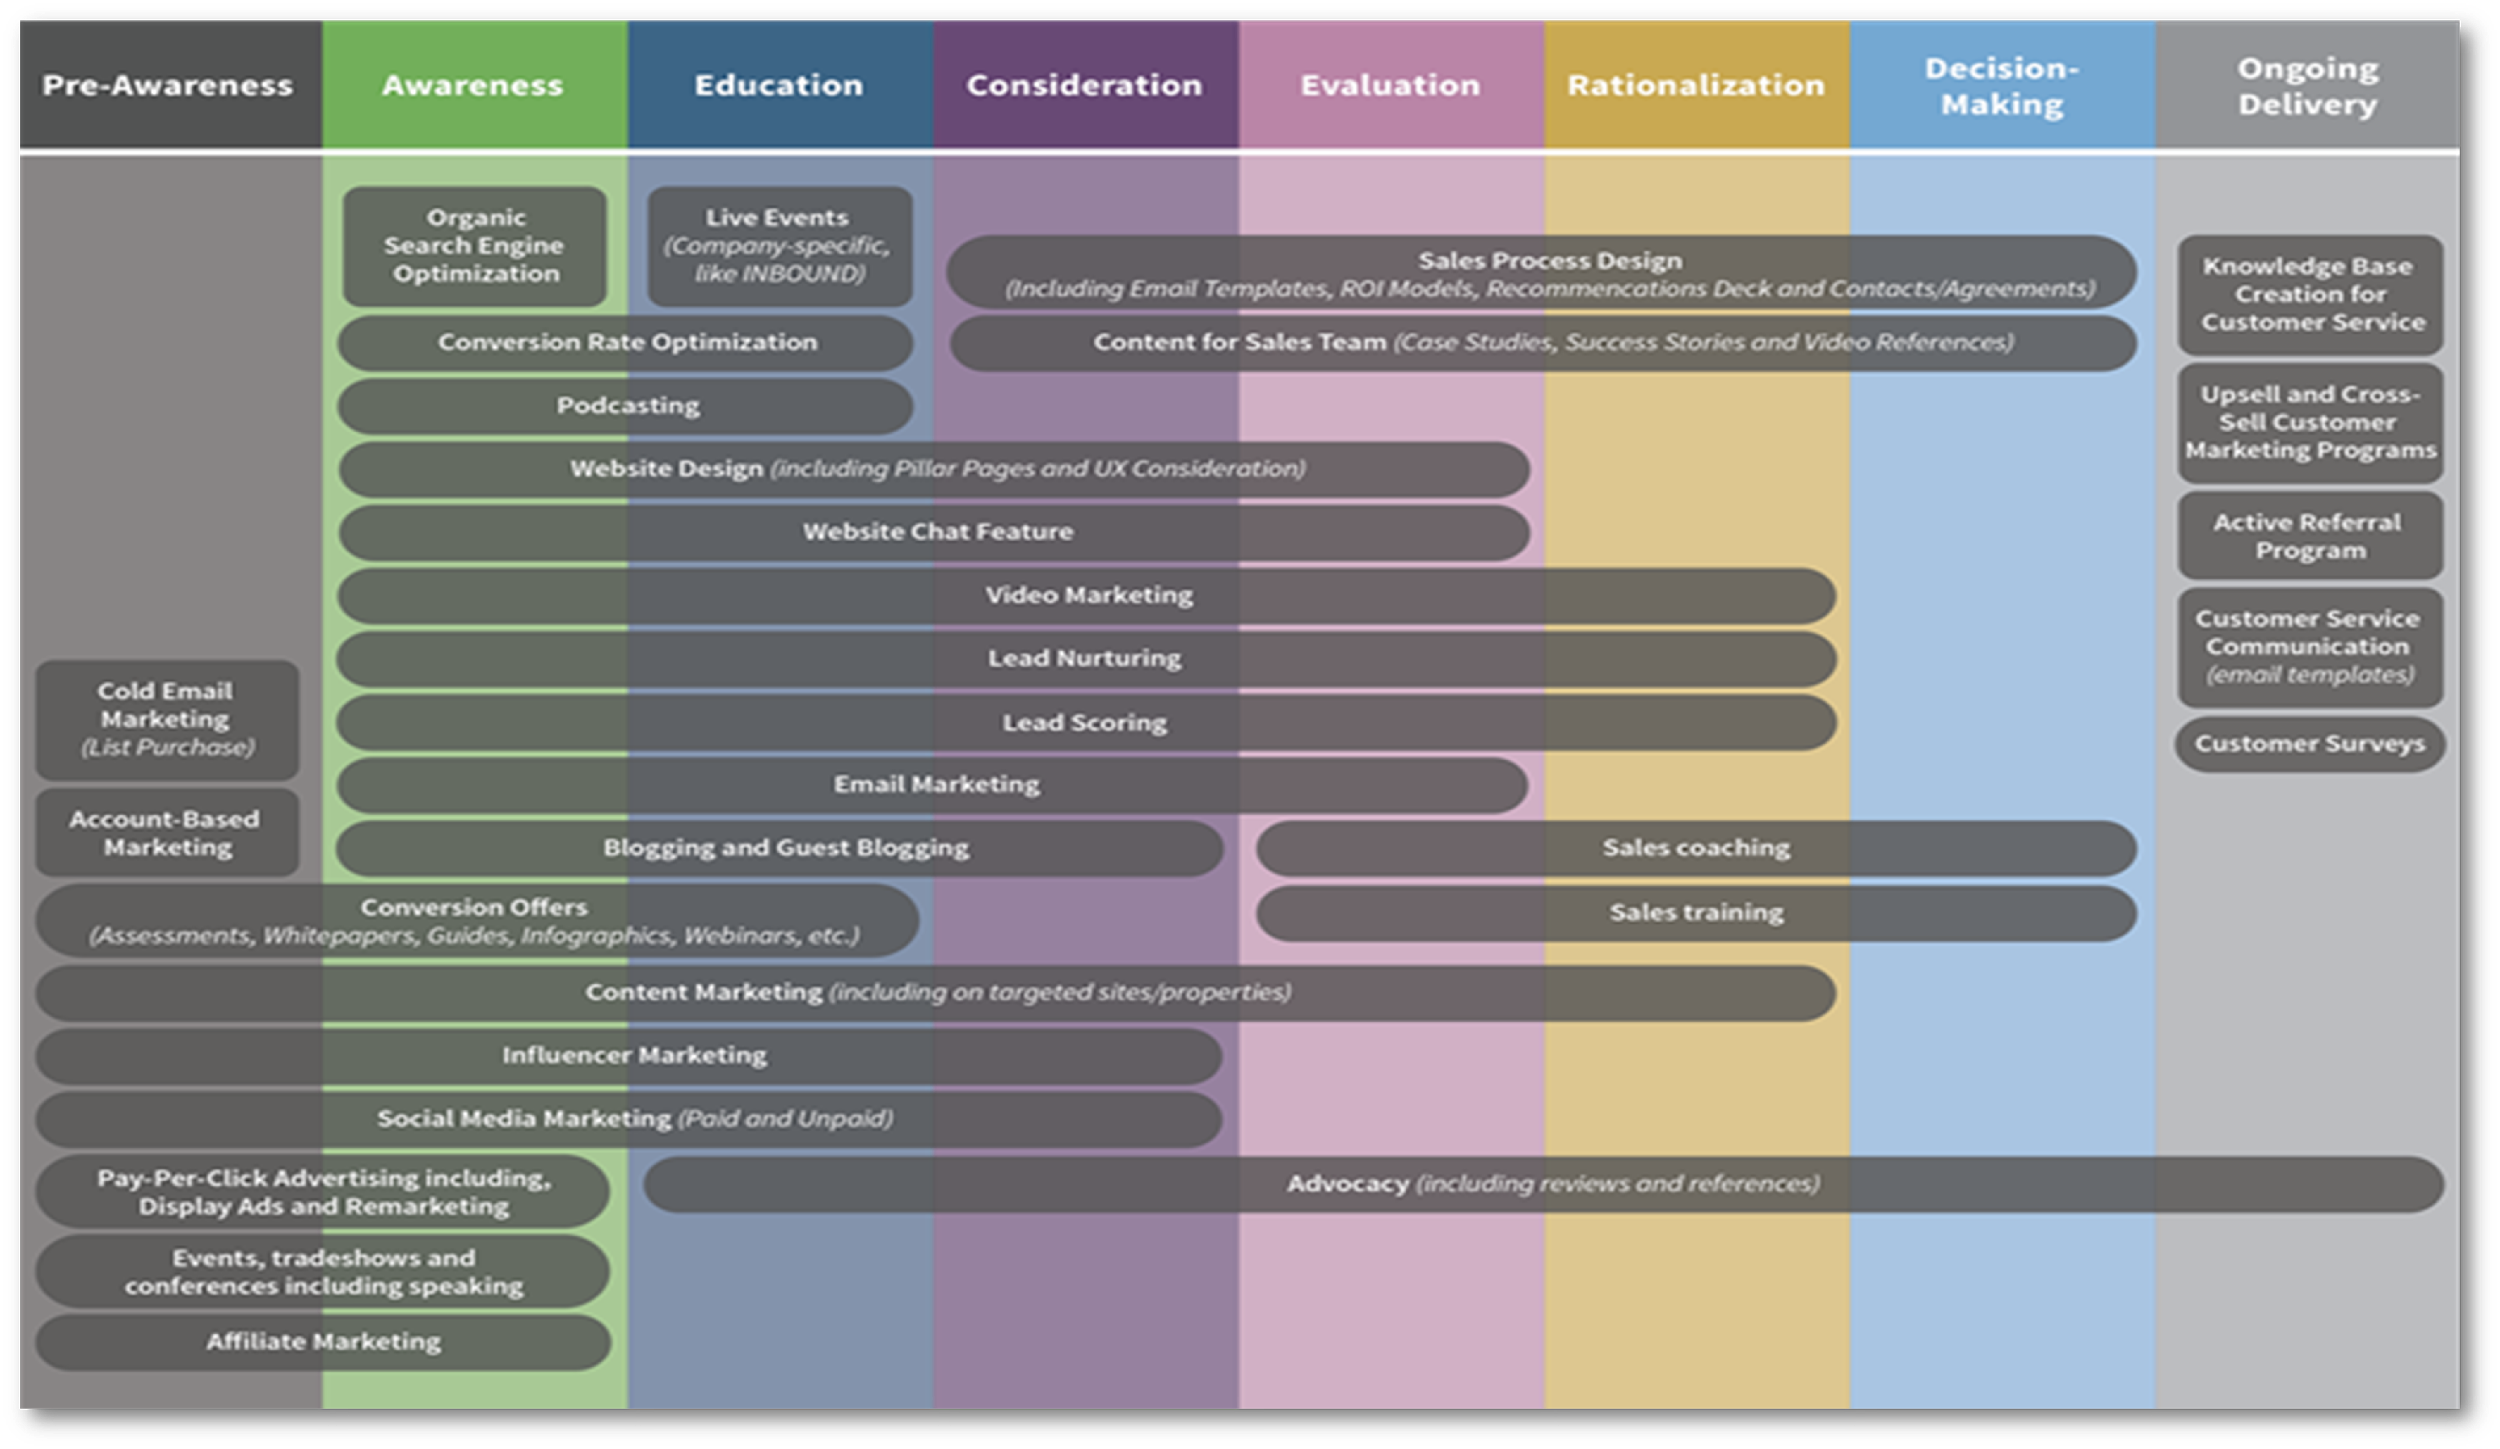 Pre-Awareness
Awareness
Education
Consideration
Evaluation
Rationalization
Decision-
Making
Ongoing
Delivery
Organic
Search Engine
Optimization
Live Events
(Company-specific,
like INBOUND)
Sales Process Design
(Including Email Templates, ROI Models, Recommencations Deck and Contacts/Agreements)
Knowledge Base
Creation for
Customer Service
Conversion Rate Optimization
Content for Sales Team (Case Studies, Success Stories and Video References)
Podcasting
Upsell and Cross-
Sell Customer
Marketing Programs
Website Design (including Pillar Pages and UX Consideration)
Website Chat Feature
Active Referral
Program
Video Marketing
Customer Service
Communication
(email templates)
Lead Nurturing
Cold Email
Marketing
(List Purchase)
Lead Scoring
Customer Surveys
Email Marketing
Account-Based
Marketing
Blogging and Guest Blogging
Sales coaching
Conversion Offers
(Assessments, Whitepapers, Guides, Infographics, Webinars, etc.)
Sales training
Content Marketing (including on targeted sites/properties)
Influencer Marketing
Social Media Marketing (Paid and Unpaid)
Pay-Per-Click Advertising including,
Display Ads and Remarketing
Advocacy (including reviews and references)
Events, tradeshows and
conferences including speaking
Affiliate Marketing